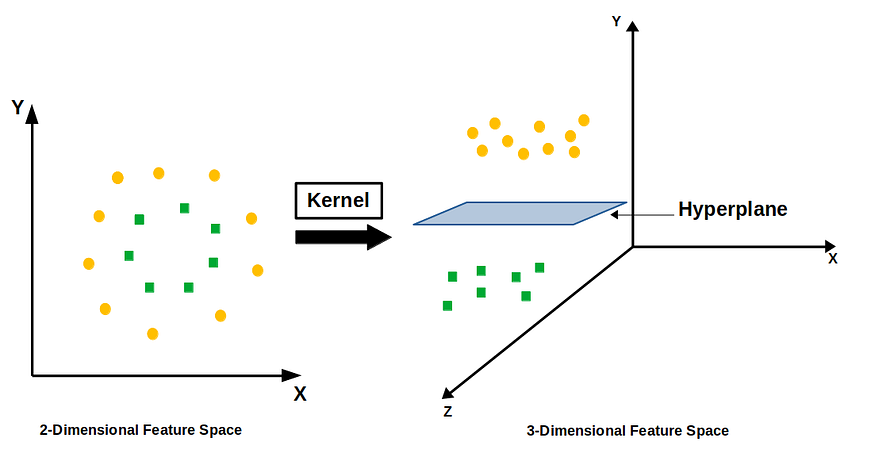 Y
X
2-Dimensional Feature Space
Kernel
Y
Hyperplane
X
Z
3-Dimensional Feature Space